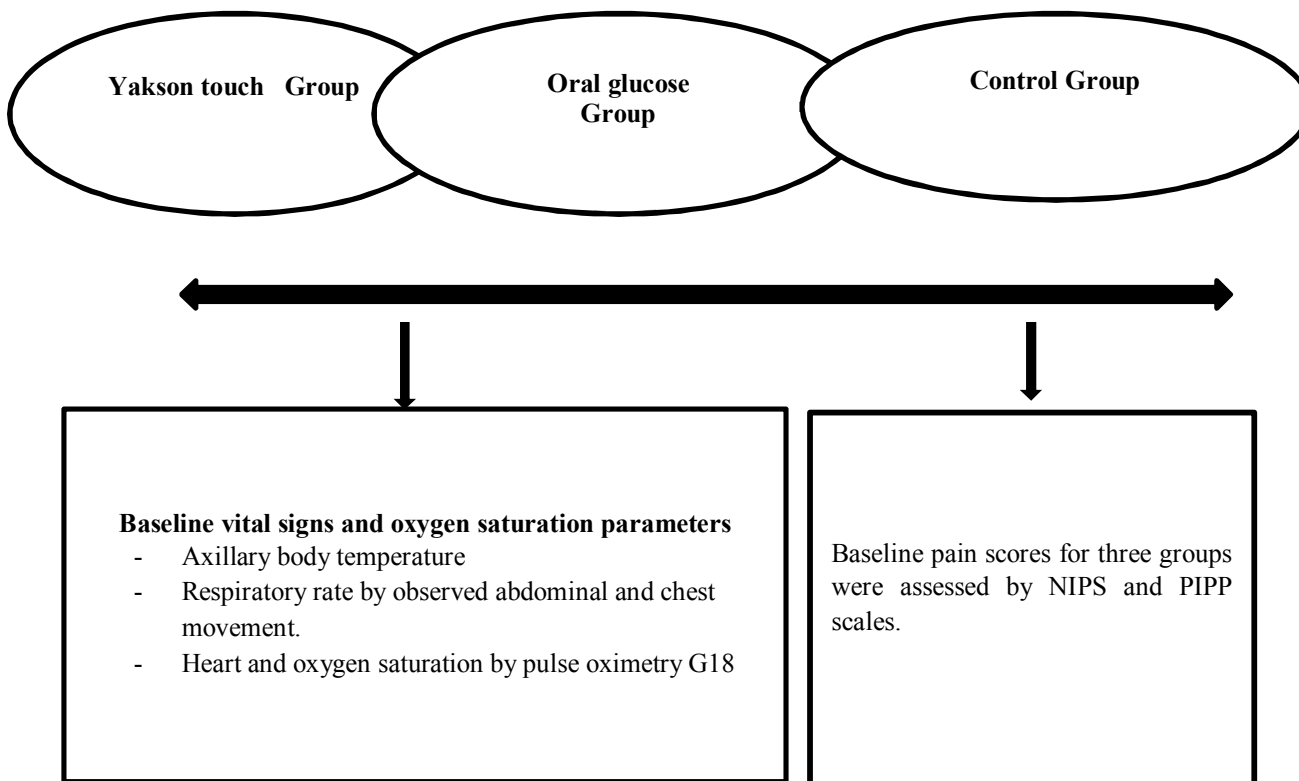 Yakson touch   Group
Oral glucose
Group
Control Group
Baseline vital signs and oxygen saturation parameters
- Axillary body temperature
- Respiratory rate by observed abdominal and chest
movement.
- Heart and oxygen saturation by pulse oximetry G18
Baseline pain scores for three groups
were assessed by NIPS and PIPP
scales.